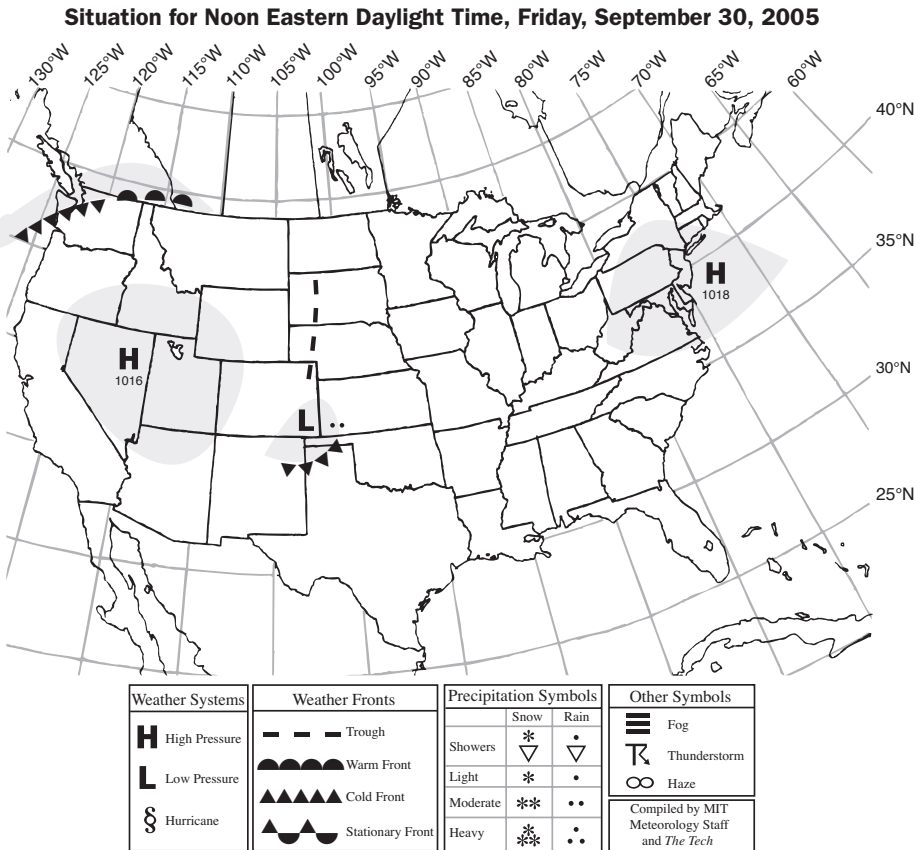 Situation for Noon Eastern Daylight Time, Friday, September 30, 2005
130°W 125°W 120°W 115°W 110°W 105°W 100°W 95°W 90°W 85°W 80°W 75°W 70°W 65°W 60°W
40°N
35°N
30°N
25°N
H
1018
H
1016
L
Weather Systems
H High Pressure
L Low Pressure
§ Hurricane
Weather Fronts
Trough
Warm Front
Cold Front
Stationary Front
Precipitation Symbols
Snow Rain
Showers
Light
Moderate
Heavy
Other Symbols
Fog
Thunderstorm
Haze
Compiled by MIT
Meteorology Staff
and The Tech